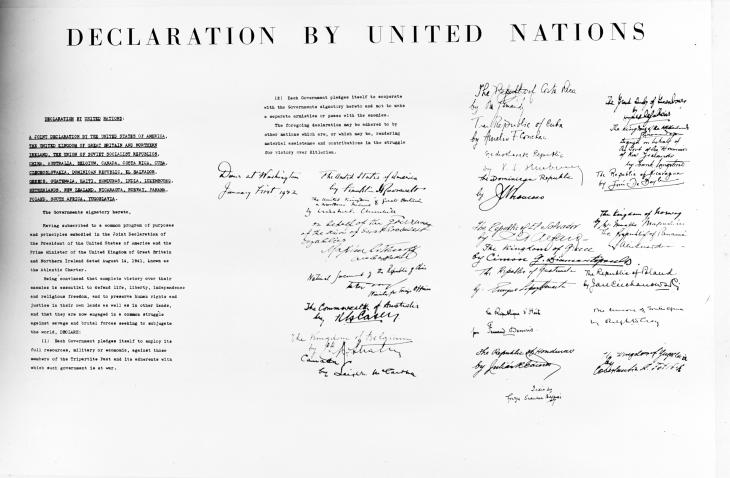 DECLARATION BY UNITED NATIONS
DECLARATION BY UNITED NATIONS:
A JOINT DECLARATION BY THE UNITED STATES OF AMERICA,
THE UNITED KINGDOM OF GREAT BRITAIN AND NORTHERN
IRELAND, THE UNION OF SOVIET SOCIALIST REPUBLICS,
CHINA, AUSTRALIA, BELGIUM, CANADA, COSTA RICA, CUBA,
CZECHOSLOVAKIA, DOMINICAN REPUBLIC, EL SALVADOR,
GREECE, GUATEMALA, HAITI, HONDURAS, INDIA, LUXEMBOURG,
NETHERLANDS, NEW ZEALAND, NICARAGUA, NORWAY, PANAMA,
POLAND, SOUTH AFRICA, YUGOSLAVIA.
The Governments signatory hereto,
Having subscribed to a common program of purposes
and principles embodied in the Joint Declaration of
the President of the United States of America and the
Prime Minister of the United Kingdom of Great Britain
and Northern Ireland dated August 14, 1941, known as
the Atlantic Charter.
Being convinced that complete victory over their
enemies is essential to defend life, liberty, independence
and religious freedom, and to preserve human rights and
justice in their own lands as well as in other lands,
and that they are now engaged in a common struggle
against savage and brutal forces seeking to subjugate
the world, DECLARE:
(1) Each Government pledges itself to employ its
full resources, military or economic, against those
members of the Tripartite Pact and its adherents with
which such government is at war.
(2) Each Government pledges itself to cooperate
with the Governments signatory hereto and not to make
a separate armistice or peace with the enemies.
The foregoing declaration may be adhered to by
other nations which are, or which may be, rendering
material assistance and contributions in the struggle
for victory over Hitlerism.
Done at Washington
January First 1942
The United States of America
by Franklin D Roosevelt
The United Kingdom of Great Britain
& Northern Ireland
by Winston Churchill
on behalf of the Government
of the Union of Soviet Socialist
Republics
Maxim Litvinoff
Ambassador
National Government of the Republic of China
Minister for Foreign Affairs
The Commonwealth of Australia
by R G Casey
The Kingdom of Belgium
by
Canada
by Leighton McCarthy
The Republic of Costa Rica
by
The Republic of Cuba
by Aurelio F. Concheso
Czechoslovak Republic
by V. S. Hurban
The Dominican Republic
by J M Troncoso
The Republic of El Salvador
by
The Kingdom of Greece
by Cimon P. Diamantopoulos
The Republic of Guatemala
by: Enrique Lopez Herrarte
La Republique d'Haiti
par Fernand Dennis
The Republic of Honduras
by Julian R Caceres
India by
Girja Shankar Bajpai
The Grand Duchy of Luxembourg
by
The Kingdom of the Netherlands
Signed on behalf of
the Govt of the Dominion
of New Zealand
by Frank Langstone
The Republic of Nicaragua
by Leon DeBayle
The Kingdom of Norway
by
The Republic of Panama
by
The Republic of Poland
by Jan Ciechanowski
The Union of South Africa
by Ralph W. Close
The Kingdom of Yugoslavia
by
Constantin A. Fotitch